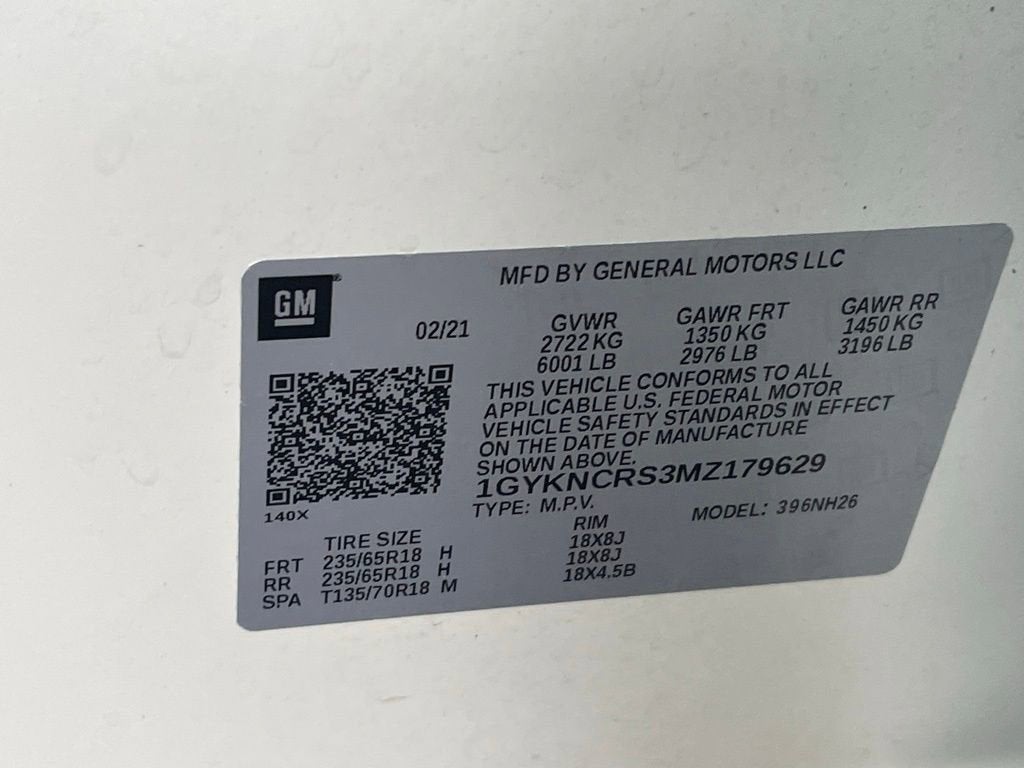 GM
MFD BY GENERAL MOTORS LLC
02/21
GVWR GAWR FRT GAWR RR
2722 KG 1350 KG 1450 KG
6001 LB 2976 LB 3196 LB
THIS VEHICLE CONFORMS TO ALL
APPLICABLE U.S. FEDERAL MOTOR
VEHICLE SAFETY STANDARDS IN EFFECT
ON THE DATE OF MANUFACTURE
SHOWN ABOVE.
1GYKNCRS3MZ179629
TYPE: M.P.V. MODEL: 396NH26
140X
TIRE SIZE RIM
FRT 235/65R18 H 18X8J
RR 235/65R18 H 18X8J
SPA T135/70R18 M 18X4.5B